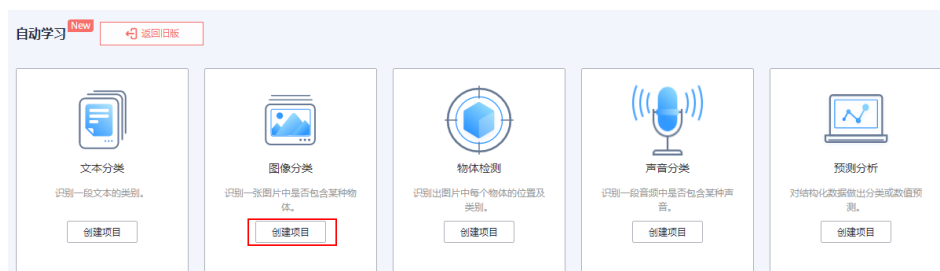 自动学习 New 返回旧版
文本分类
识别一段文本的类别。
创建项目
图像分类
识别一张图片中是否包含某种物
体。
创建项目
物体检测
识别出图片中每个物体的位置及
类别。
创建项目
声音分类
识别一段音频中是否包含某种声
音。
创建项目
预测分析
对结构化数据做出分类或数值预
测。
创建项目